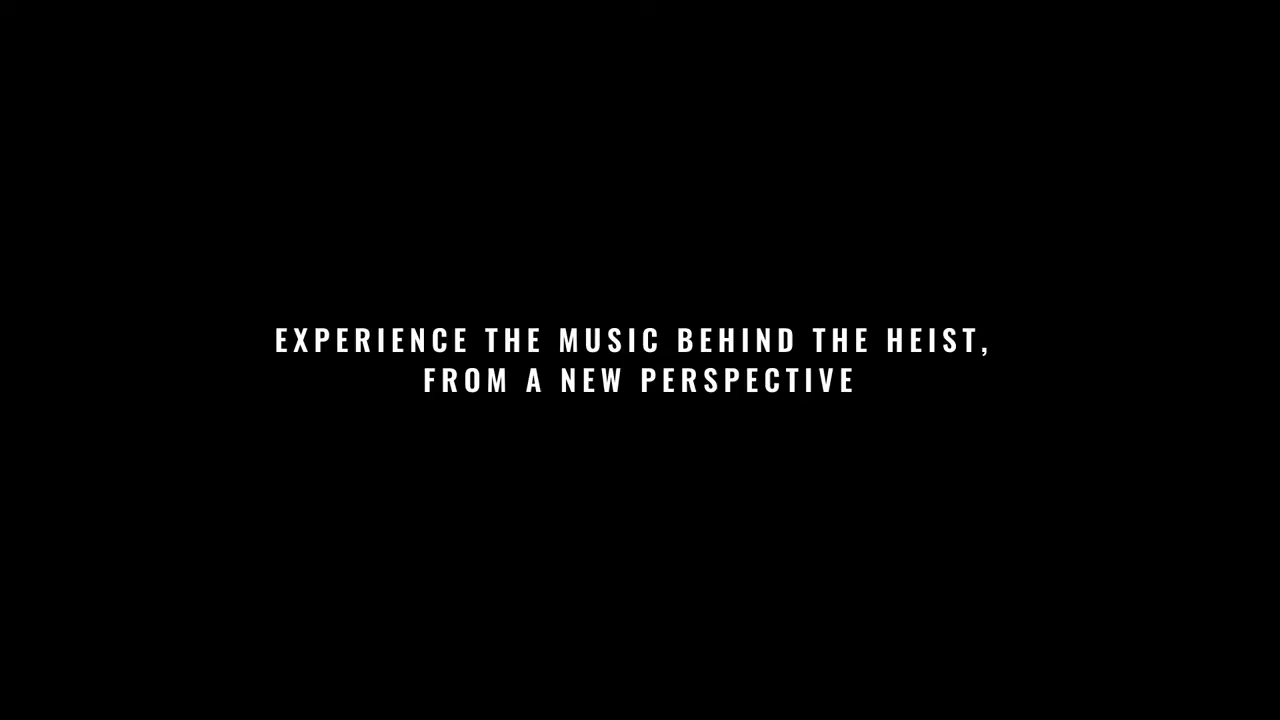 EXPERIENCE THE MUSIC BEHIND THE HEIST,
FROM A NEW PERSPECTIVE